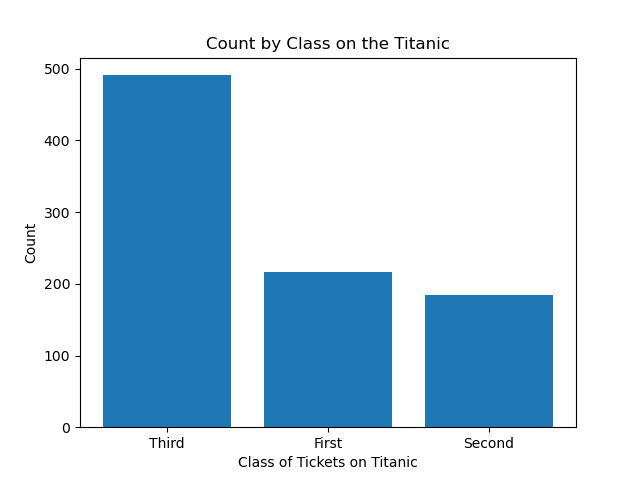 Count by Class on the Titanic
500
400
300
200
100
0
Count
Third First Second
Class of Tickets on Titanic